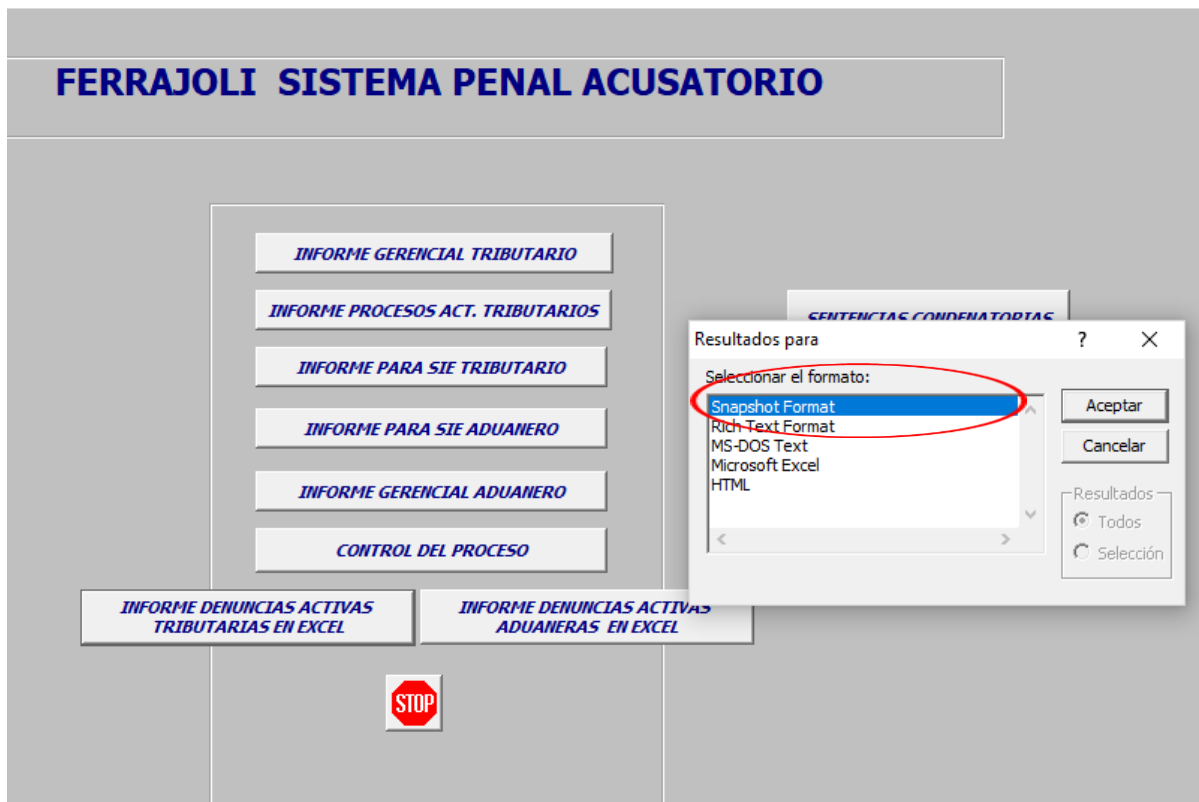 FERRAJOLI SISTEMA PENAL ACUSATORIO
INFORME GERENCIAL TRIBUTARIO
INFORME PROCESOS ACT. TRIBUTARIOS
INFORME PARA SIE TRIBUTARIO
INFORME PARA SIE ADUANERO
INFORME GERENCIAL ADUANERO
CONTROL DEL PROCESO
INFORME DENUNCIAS ACTIVAS
TRIBUTARIAS EN EXCEL
INFORME DENUNCIAS ACTIVAS
ADUANERAS EN EXCEL
STOP
SENTENCIAS CONDENATORIAS
Resultados para
?
Seleccionar el formato:
Snapshot Format
Rich Text Format
MS-DOS Text
Microsoft Excel
HTML
Aceptar
Cancelar
Resultados
Todos
Selección